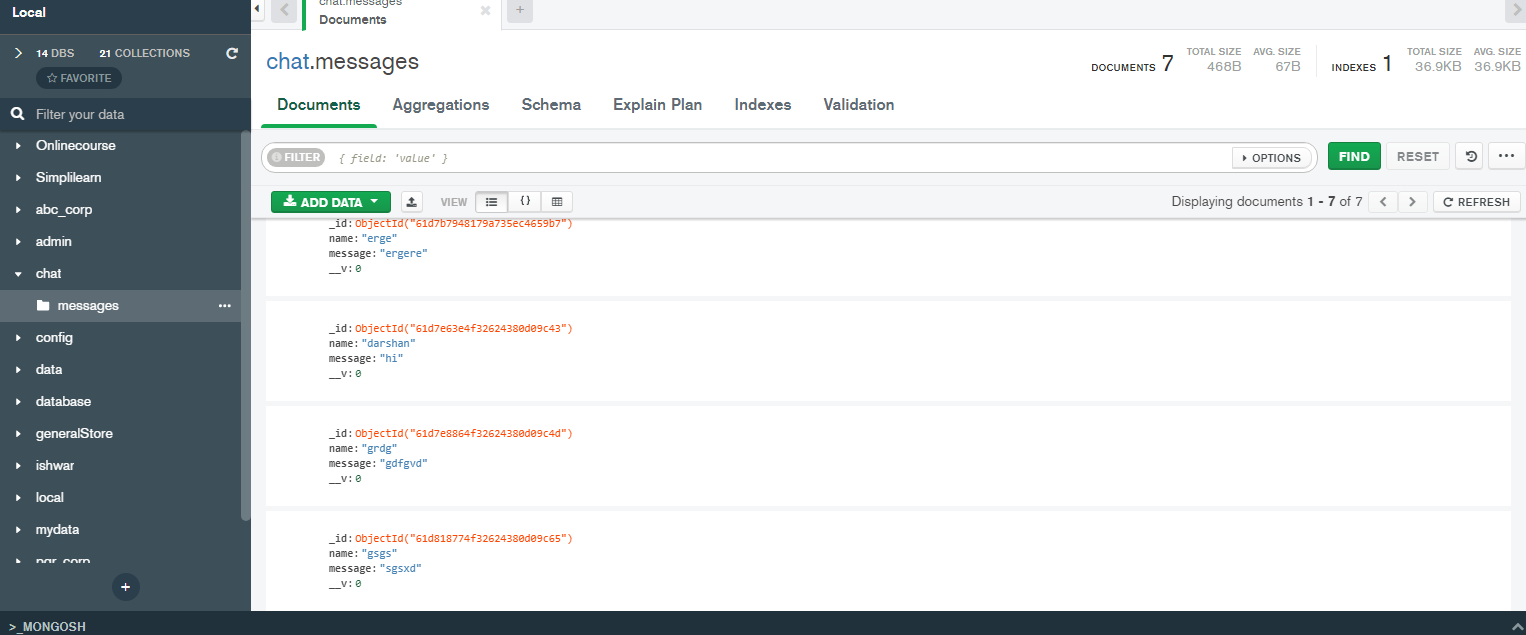 Local
14 DBS 21 COLLECTIONS
FAVORITE
Filter your data
Onlinecourse
Simplilearn
abc_corp
admin
chat
messages
config
data
database
generalStore
ishwar
local
mydata
pqr_corp
>_MONGOSH
chat.messages
Documents
chat.messages
DOCUMENTS 7 TOTAL SIZE 468B AVG. SIZE 67B INDEXES 1 TOTAL SIZE 36.9KB AVG. SIZE 36.9KB
Documents Aggregations Schema Explain Plan Indexes Validation
FILTER { field: 'value' } OPTIONS FIND RESET
ADD DATA VIEW {} Displaying documents 1 - 7 of 7 REFRESH
_id:ObjectId("61d7b7948179a735ec4659b7")
name:"erge"
message:"ergere"
__v:0
_id:ObjectId("61d7e63e4f32624380d09c43")
name:"darshan"
message:"hi"
__v:0
_id:ObjectId("61d7e8864f32624380d09c4d")
name:"grdg"
message:"gdfgvd"
__v:0
_id:ObjectId("61d818774f32624380d09c65")
name:"gsgs"
message:"sgsxd"
__v:0